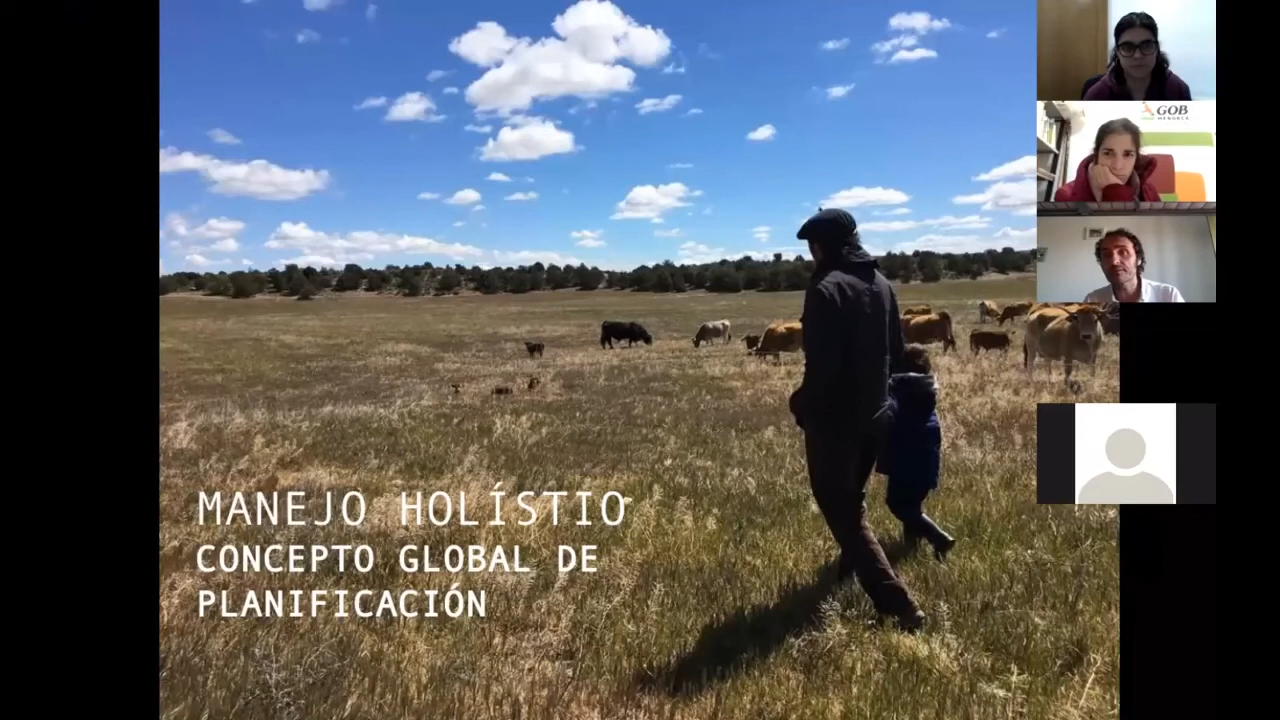 GOB
MENORCA
MANEJO HOLÍSTIO
CONCEPTO GLOBAL DE
PLANIFICACIÓN